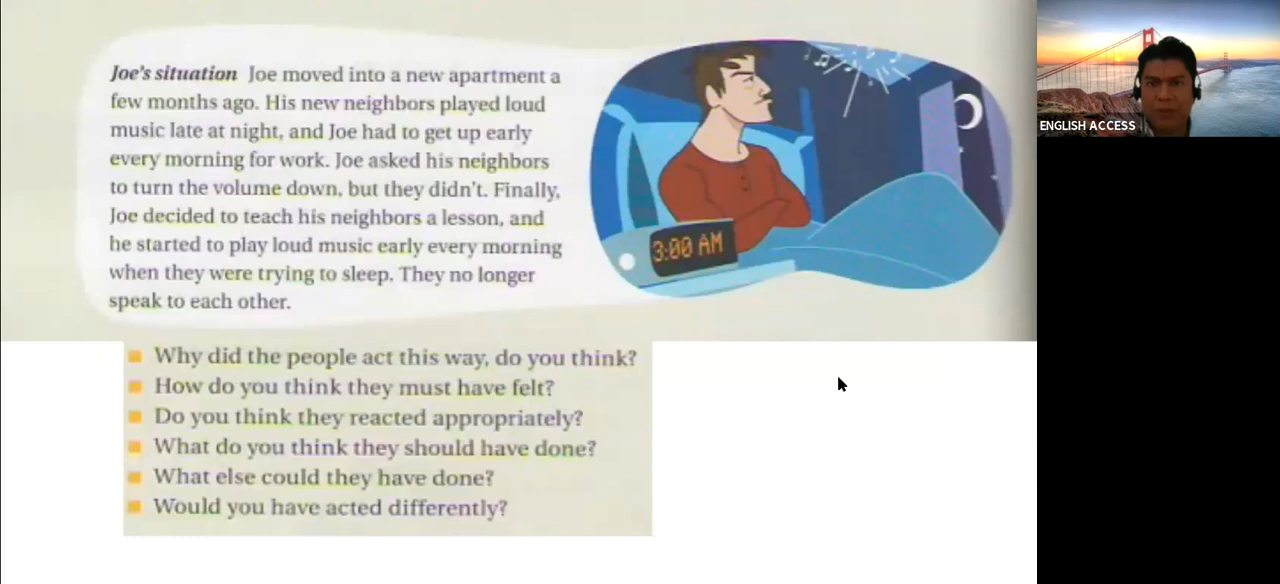 Joe's situation Joe moved into a new apartment a
few months ago. His new neighbors played loud
music late at night, and Joe had to get up early
every morning for work. Joe asked his neighbors
to turn the volume down, but they didn't. Finally,
Joe decided to teach his neighbors a lesson, and
he started to play loud music early every morning
when they were trying to sleep. They no longer
speak to each other.
3:00 AM
Why did the people act this way, do you think?
How do you think they must have felt?
Do you think they reacted appropriately?
What do you think they should have done?
What else could they have done?
Would you have acted differently?
ENGLISH ACCESS